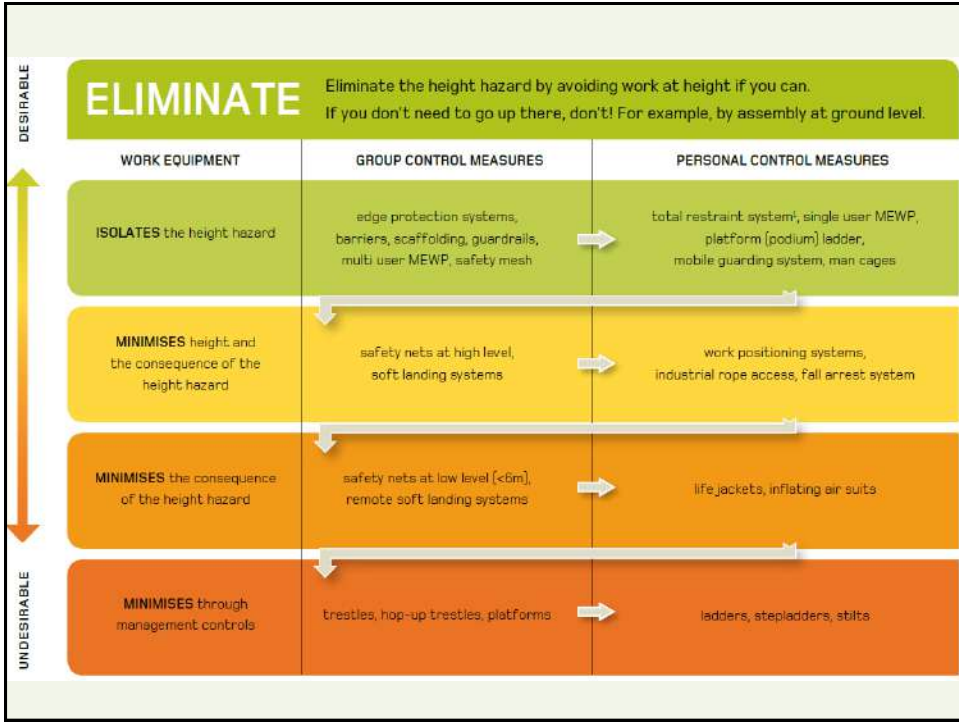 DESIRABLE
ELIMINATE
Eliminate the height hazard by avoiding work at height if you can.
If you don't need to go up there, don't! For example, by assembly at ground level.
WORK EQUIPMENT
GROUP CONTROL MEASURES
PERSONAL CONTROL MEASURES
ISOLATES the height hazard
edge protection systems,
barriers, scaffolding, guardrails,
multi user MEWP, safety mesh
total restraint system¹, single user MEWP,
platform (podium) ladder,
mobile guarding system, man cages
MINIMISES height and
the consequence of the
height hazard
safety nets at high level,
soft landing systems
work positioning systems,
industrial rope access, fall arrest system
MINIMISES the consequence
of the height hazard
safety nets at low level (<6m),
remote soft landing systems
life jackets, inflating air suits
UNDESIRABLE
MINIMISES through
management controls
trestles, hop-up trestles, platforms
ladders, stepladders, stilts